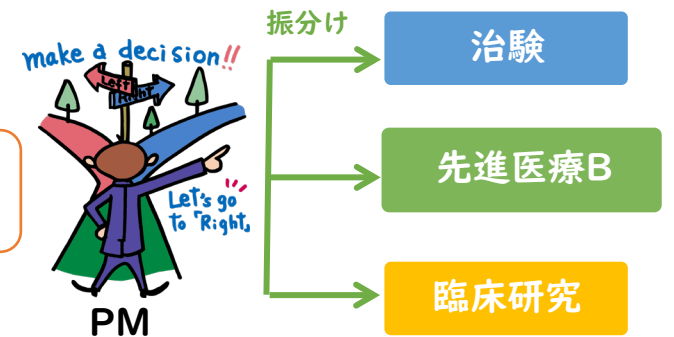 make a decision!!
Left
Right
Let's go
to「Right」
PM
振分け
治験
先進医療B
臨床研究